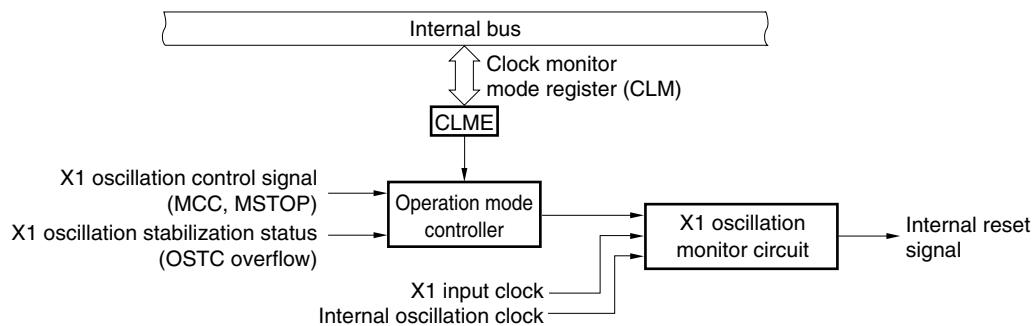 Internal bus
Clock monitor
mode register (CLM)
CLME
X1 oscillation control signal
(MCC, MSTOP)
X1 oscillation stabilization status
(OSTC overflow)
Operation mode
controller
X1 oscillation
monitor circuit
Internal reset
signal
X1 input clock
Internal oscillation clock